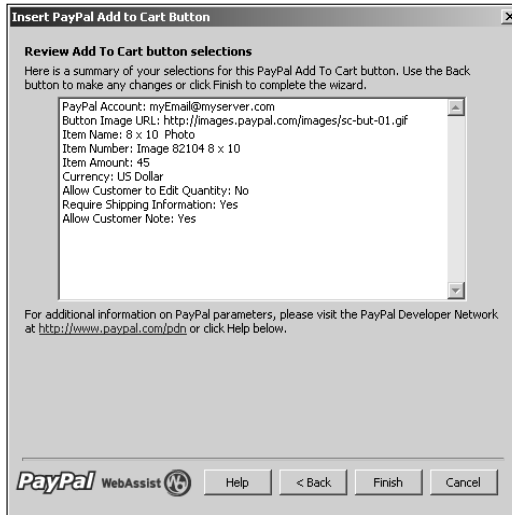 Insert PayPal Add to Cart Button
Review Add To Cart button selections
Here is a summary of your selections for this PayPal Add To Cart button. Use the Back
button to make any changes or click Finish to complete the wizard.
PayPal Account: myEmail@myserver.com
Button Image URL: http://images.paypal.com/images/sc-but-01.gif
Item Name: 8 x 10  Photo
Item Number: Image 82104 8 x 10
Item Amount: 45
Currency: US Dollar
Allow Customer to Edit Quantity: No
Require Shipping Information: Yes
Allow Customer Note: Yes
For additional information on PayPal parameters, please visit the PayPal Developer Network
at http://www.paypal.com/pdn or click Help below.
PayPal WebAssist Help < Back Finish Cancel